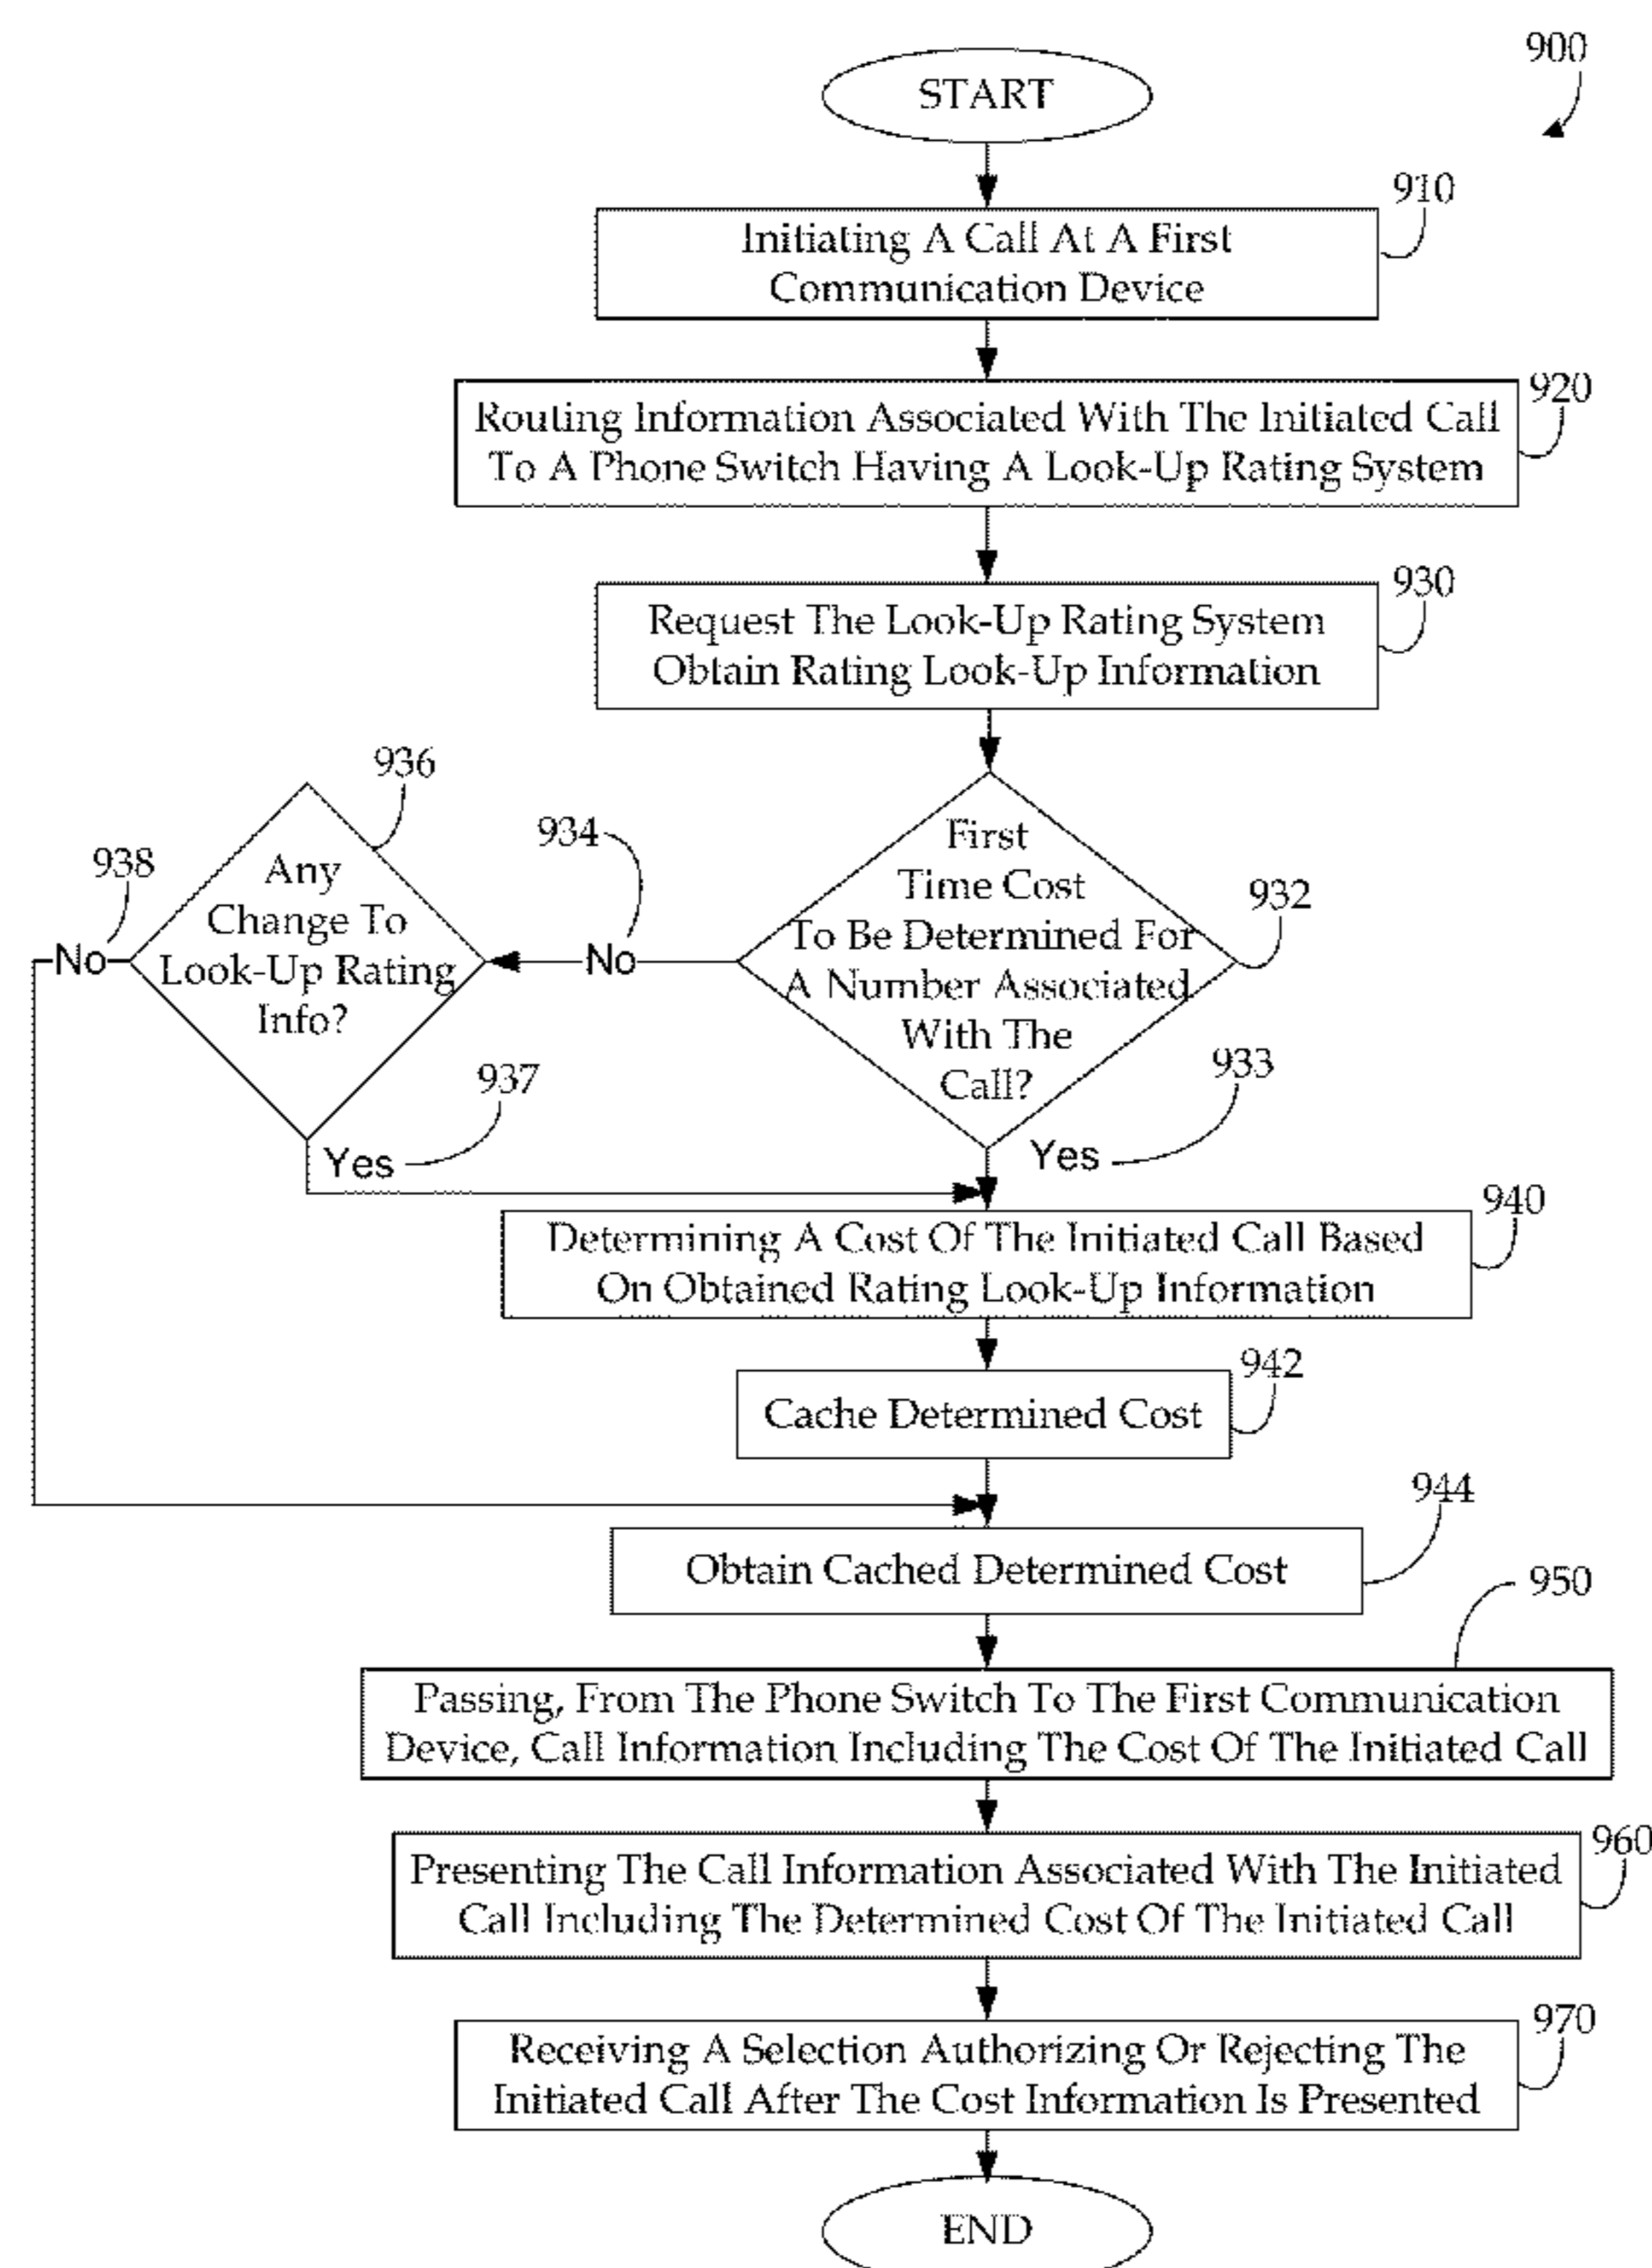 900
START
910
Initiating A Call At A First
Communication Device
920
Routing Information Associated With The Initiated Call
To A Phone Switch Having A Look-Up Rating System
930
Request The Look-Up Rating System
Obtain Rating Look-Up Information
936
Any
Change To
Look-Up Rating
Info?
938
No
937
Yes
934
No
932
First
Time Cost
To Be Determined For
A Number Associated
With The
Call?
933
Yes
940
Determining A Cost Of The Initiated Call Based
On Obtained Rating Look-Up Information
942
Cache Determined Cost
944
Obtain Cached Determined Cost
950
Passing, From The Phone Switch To The First Communication
Device, Call Information Including The Cost Of The Initiated Call
960
Presenting The Call Information Associated With The Initiated
Call Including The Determined Cost Of The Initiated Call
970
Receiving A Selection Authorizing Or Rejecting The
Initiated Call After The Cost Information Is Presented
END